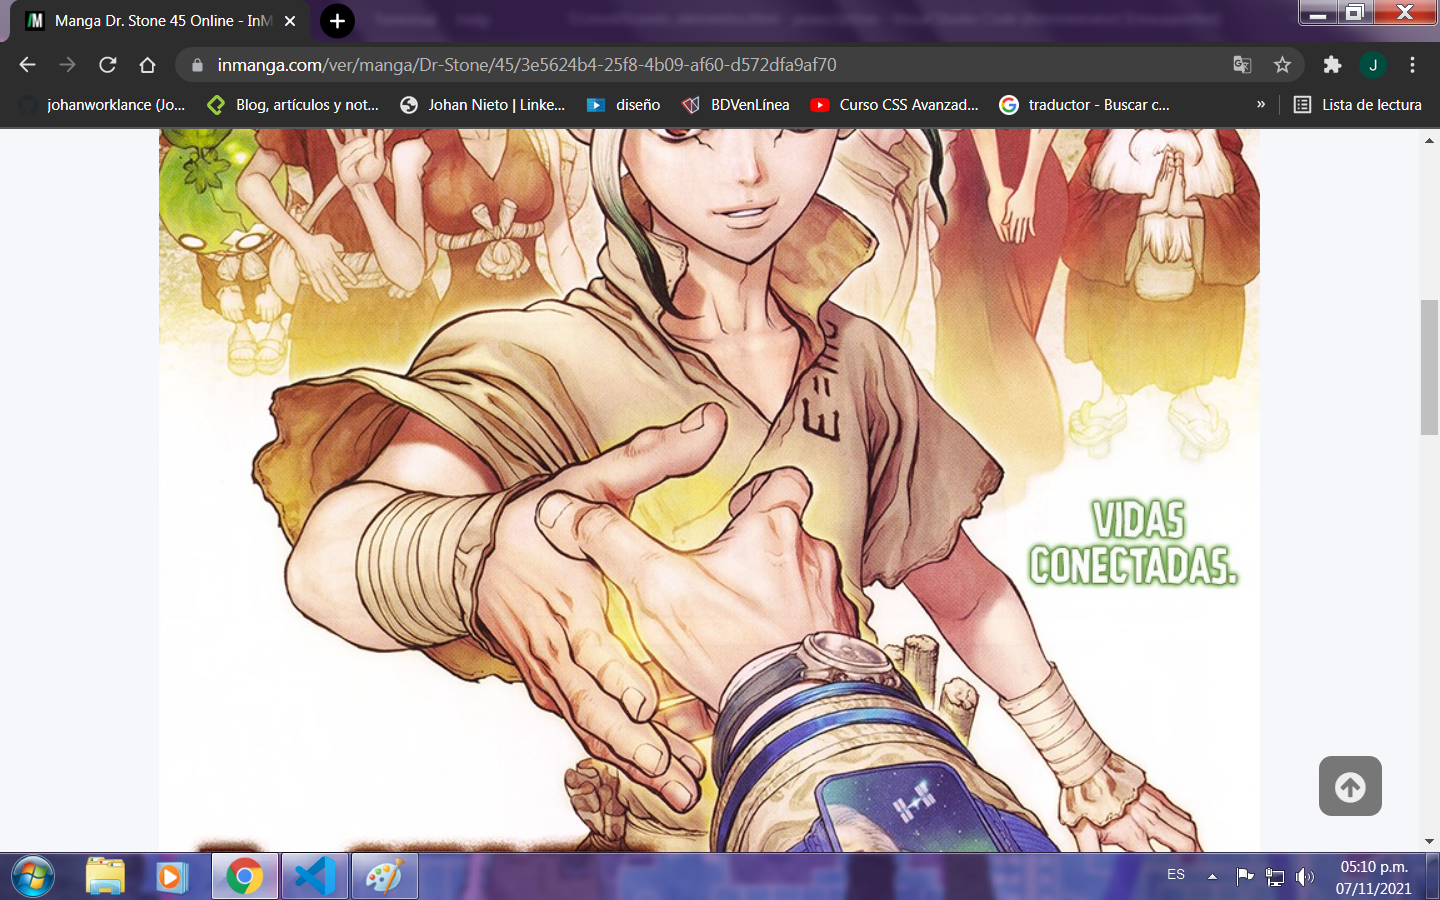 Manga Dr. Stone 45 Online - InM
inmanga.com/ver/manga/Dr-Stone/45/3e5624b4-25f8-4b09-af60-d572dfa9af70
J
johanworklance (Jo...
Blog, artículos y not...
Johan Nieto | Linke...
diseño
BDVenLínea
Curso CSS Avanzad...
traductor - Buscar c...
»
Lista de lectura
E=mc
VIDAS
CONECTADAS.
ES
05:10 p.m.
07/11/2021